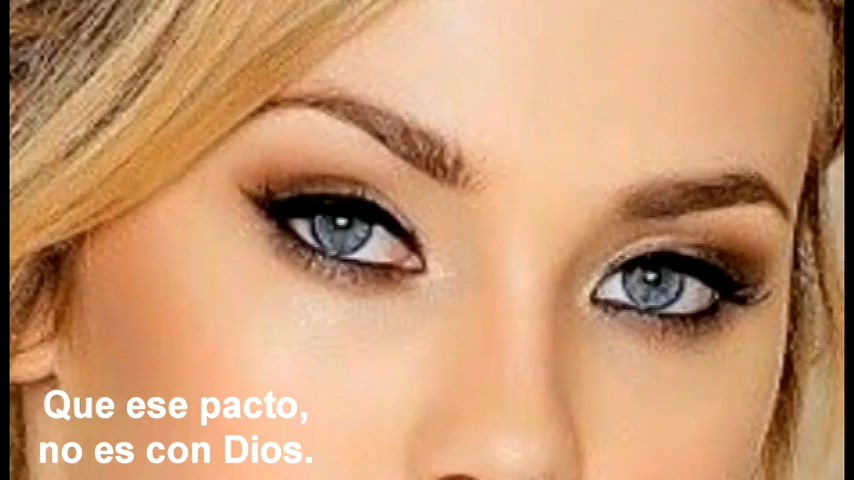 Que ese pacto,
no es con Dios.